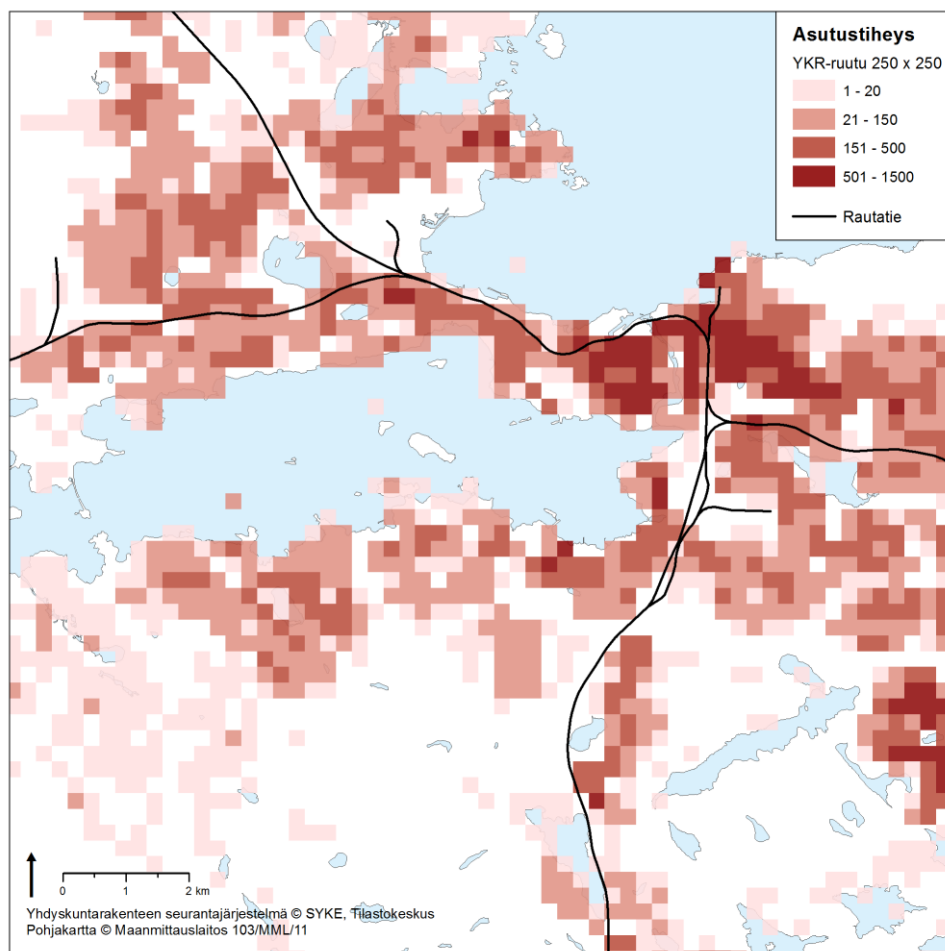 Asutustiheys
YKR-ruutu 250 x 250
1 - 20
21 - 150
151 - 500
501 - 1500
Rautatie
0 1 2 km
Yhdyskuntarakenteen seurantajärjestelmä © SYKE, Tilastokeskus
Pohjakartta © Maanmittauslaitos 103/MML/11